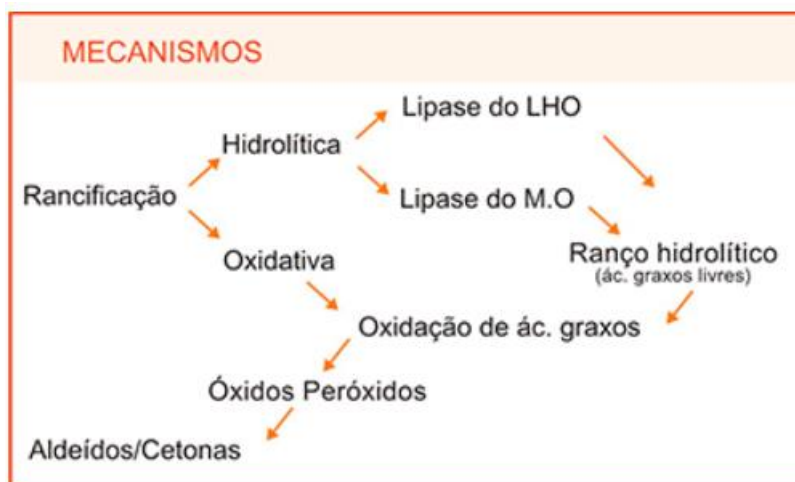 MECANISMOS
Lipase do LHO
Hidrolítica
Rancificação
Lipase do M.O
Oxidativa
Ranço hidrolítico
(ác. graxos livres)
Oxidação de ác. graxos
Óxidos Peróxidos
Aldeídos/Cetonas